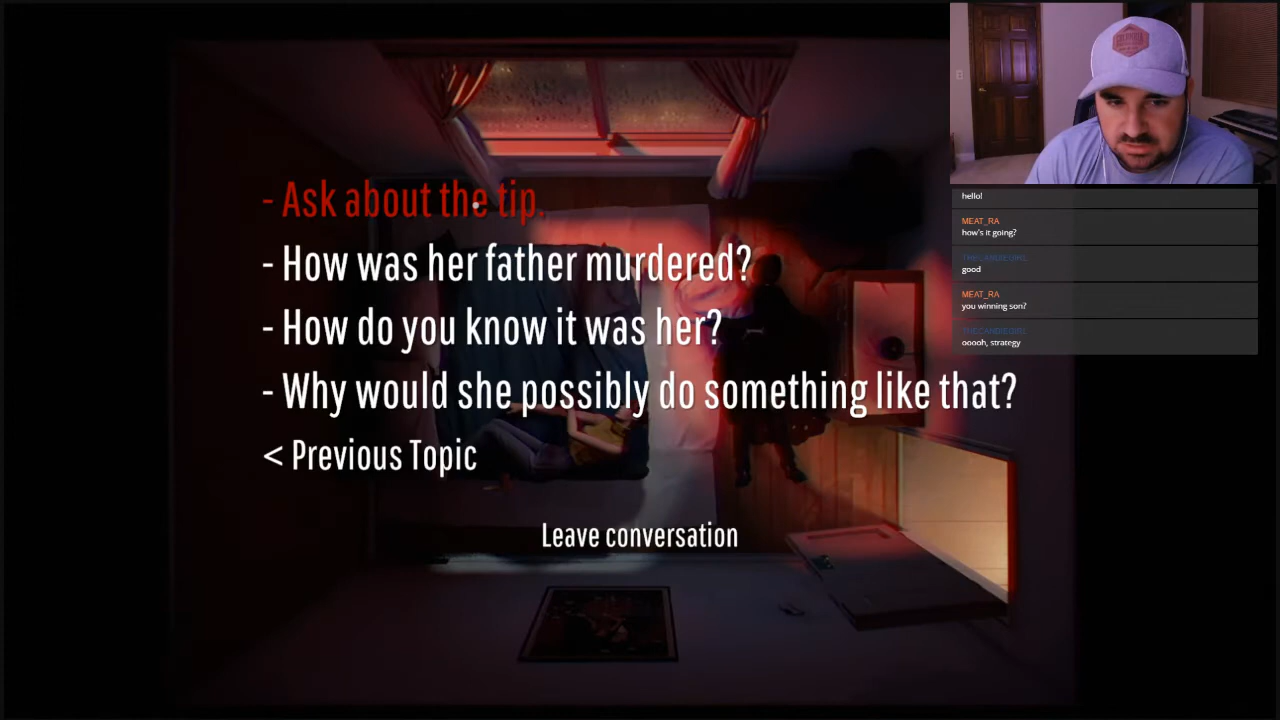 - Ask about the tip.
- How was her father murdered?
- How do you know it was her?
- Why would she possibly do something like that?
< Previous Topic
Leave conversation
hello!
MEAT_RA
how's it going?
good
MEAT_RA
you winning son?
ooooh, strategy